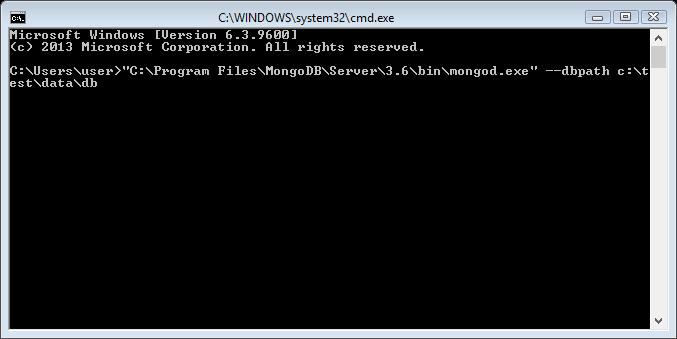 C:\WINDOWS\system32\cmd.exe
Microsoft Windows [Version 6.3.9600]
(c) 2013 Microsoft Corporation. All rights reserved.
C:\Users\user>"C:\Program Files\MongoDB\Server\3.6\bin\mongod.exe" --dbpath c:\t
est\data\db